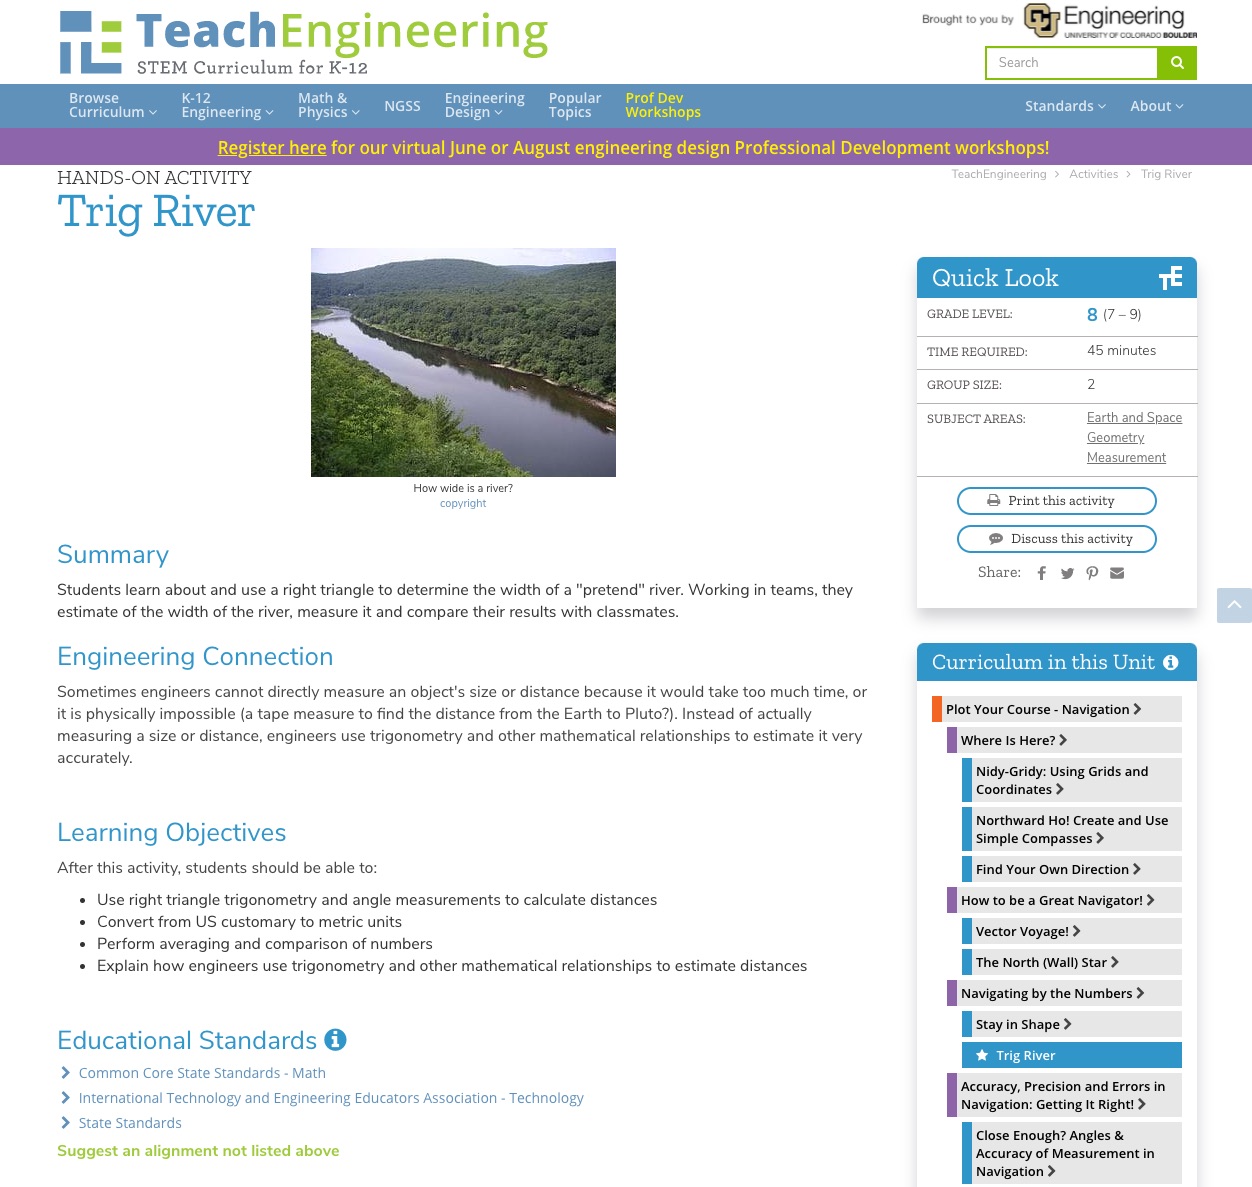 TeachEngineering
STEM Curriculum for K-12
Brought to you by
CU Engineering
UNIVERSITY OF COLORADO BOULDER
Search
Browse
Curriculum
K-12
Engineering
Math &
Physics
NGSS
Engineering
Design
Popular
Topics
Prof Dev
Workshops
Standards
About
Register here for our virtual June or August engineering design Professional Development workshops!
HANDS-ON ACTIVITY
TeachEngineering > Activities > Trig River
Trig River
How wide is a river?
copyright
Summary
Students learn about and use a right triangle to determine the width of a "pretend" river. Working in teams, they
estimate of the width of the river, measure it and compare their results with classmates.
Engineering Connection
Sometimes engineers cannot directly measure an object's size or distance because it would take too much time, or
it is physically impossible (a tape measure to find the distance from the Earth to Pluto?). Instead of actually
measuring a size or distance, engineers use trigonometry and other mathematical relationships to estimate it very
accurately.
Learning Objectives
After this activity, students should be able to:
• Use right triangle trigonometry and angle measurements to calculate distances
• Convert from US customary to metric units
• Perform averaging and comparison of numbers
• Explain how engineers use trigonometry and other mathematical relationships to estimate distances
Educational Standards
Common Core State Standards - Math
International Technology and Engineering Educators Association - Technology
State Standards
Suggest an alignment not listed above
Quick Look
TE
GRADE LEVEL: 8 (7 – 9)
TIME REQUIRED: 45 minutes
GROUP SIZE: 2
SUBJECT AREAS: Earth and Space
Geometry
Measurement
Print this activity
Discuss this activity
Share:
Curriculum in this Unit
Plot Your Course - Navigation
Where Is Here?
Nidy-Gridy: Using Grids and
Coordinates
Northward Ho! Create and Use
Simple Compasses
Find Your Own Direction
How to be a Great Navigator!
Vector Voyage!
The North (Wall) Star
Navigating by the Numbers
Stay in Shape
Trig River
Accuracy, Precision and Errors in
Navigation: Getting It Right!
Close Enough? Angles &
Accuracy of Measurement in
Navigation